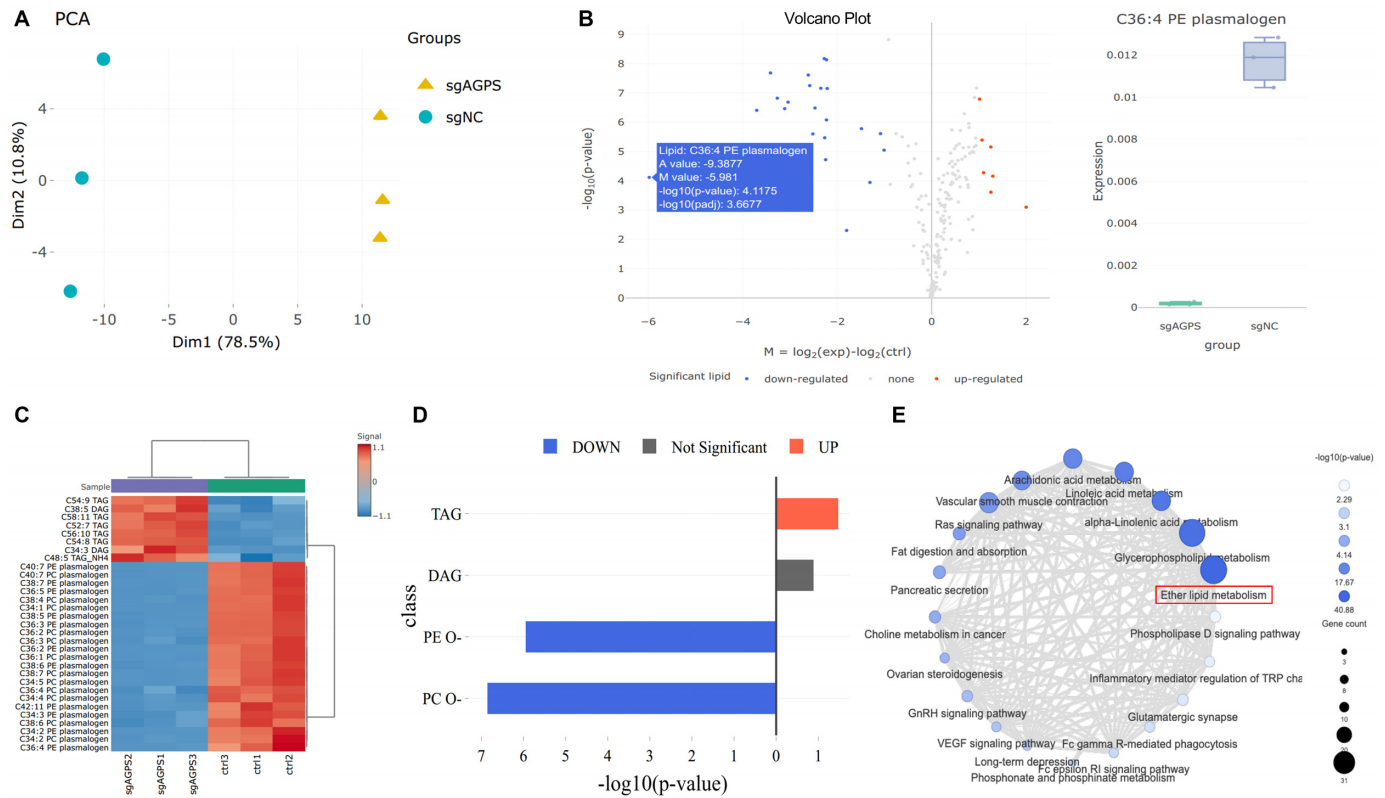 A
PCA
Groups
sgAGPS
sgNC
4
0
-4
Dim2 (10.8%)
-10
-5
0
5
10
Dim1 (78.5%)
B
Volcano Plot
9
8
7
6
5
4
3
2
1
0
-log10(p-value)
Lipid: C36:4 PE plasmalogen
A value: -9.3877
M value: -5.981
-log10(p-value): 4.1175
-log10(padj): 3.6677
−6
−4
−2
0
2
M = log2(exp)-log2(ctrl)
Significant lipid
down-regulated
none
up-regulated
C36:4 PE plasmalogen
0.012
0.01
0.008
0.006
0.004
0.002
0
Expression
sgAGPS
sgNC
group
C
Signal
1.1
−1.1
Sample
C54:9 TAG
C38:5 DAG
C58:11 TAG
C52:7 TAG
C56:10 TAG
C54:8 TAG
C34:3 DAG
C48:5 TAG_NH4
C40:7 PE plasmalogen
C40:7 PC plasmalogen
C38:7 PE plasmalogen
C36:5 PE plasmalogen
C38:4 PC plasmalogen
C34:1 PC plasmalogen
C38:5 PE plasmalogen
C36:3 PE plasmalogen
C36:2 PC plasmalogen
C36:3 PC plasmalogen
C36:2 PE plasmalogen
C36:1 PC plasmalogen
C38:6 PE plasmalogen
C38:7 PC plasmalogen
C34:5 PC plasmalogen
C36:4 PC plasmalogen
C34:4 PC plasmalogen
C42:11 PE plasmalogen
C34:3 PE plasmalogen
C38:6 PC plasmalogen
C34:2 PE plasmalogen
C34:2 PC plasmalogen
C36:4 PE plasmalogen
sgAGPS2
sgAGPS1
sgAGPS3
ctrl3
ctrl1
ctrl2
D
DOWN
Not Significant
UP
TAG
DAG
PE O-
PC O-
class
7
6
5
4
3
2
1
0
1
-log10(p-value)
E
Arachidonic acid metabolism
Linoleic acid metabolism
Vascular smooth muscle contraction
alpha-Linolenic acid metabolism
Ras signaling pathway
Fat digestion and absorption
Glycerophospholipid metabolism
Pancreatic secretion
Ether lipid metabolism
Choline metabolism in cancer
Phospholipase D signaling pathway
Ovarian steroidogenesis
Inflammatory mediator regulation of TRP cha
GnRH signaling pathway
Glutamatergic synapse
VEGF signaling pathway
Fc gamma R-mediated phagocytosis
Long-term depression
Fc epsilon RI signaling pathway
Phosphonate and phosphinate metabolism
-log10(p-value)
2.29
3.1
4.14
17.67
40.88
Gene count
3
8
10
20
31